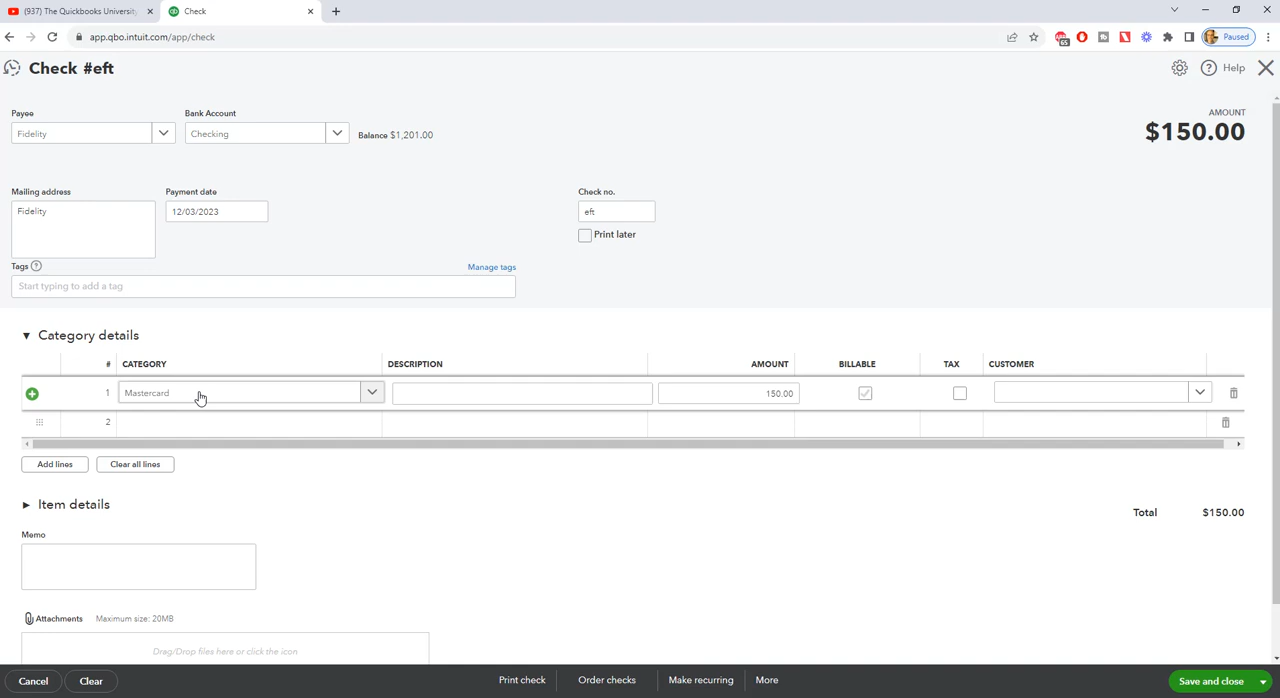 (937) The Quickbooks University
Check
app.qbo.intuit.com/app/check
65
Paused
Check #eft
Help
Payee
Bank Account
AMOUNT
Fidelity
Checking
Balance $1,201.00
$150.00
Mailing address
Payment date
Check no.
Fidelity
12/03/2023
eft
Print later
Tags
Manage tags
Start typing to add a tag
Category details
# CATEGORY DESCRIPTION AMOUNT BILLABLE TAX CUSTOMER
1 Mastercard 150.00
2
Add lines
Clear all lines
Item details
Total $150.00
Memo
Attachments Maximum size: 20MB
Drag/Drop files here or click the icon
Cancel
Clear
Print check
Order checks
Make recurring
More
Save and close